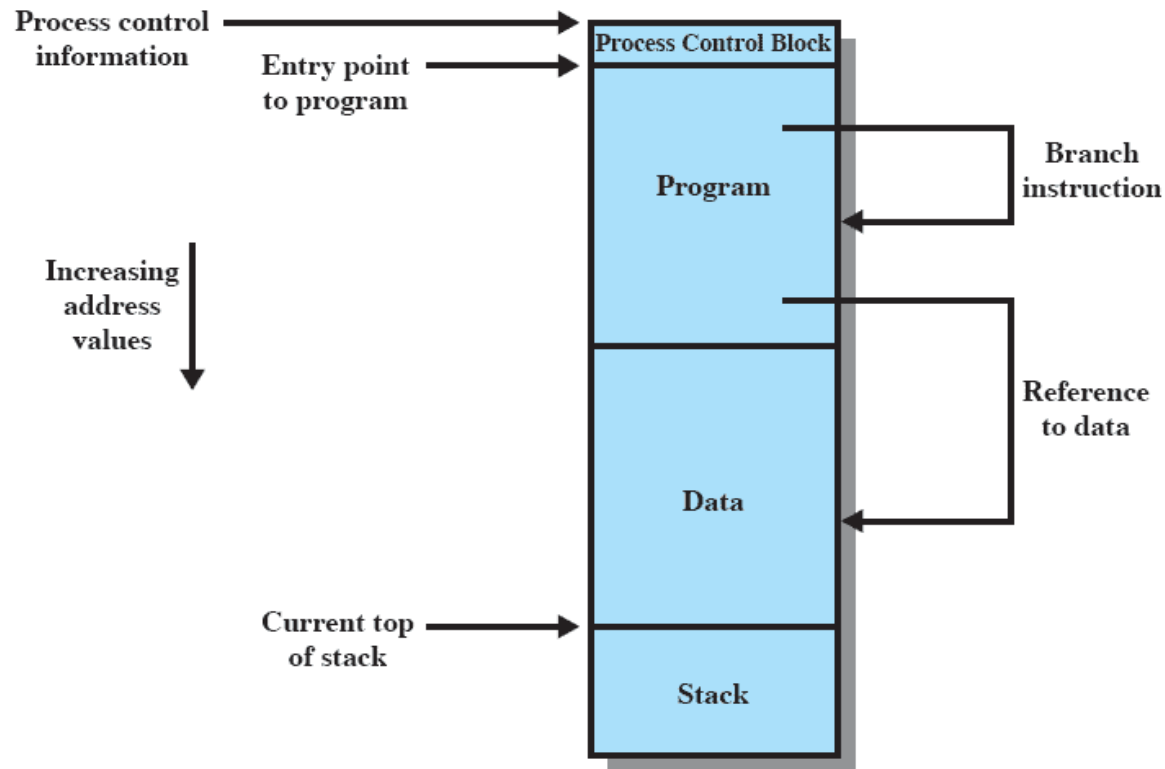 Process control
information
Process Control Block
Entry point
to program
Branch
instruction
Program
Increasing
address
values
Reference
to data
Data
Current top
of stack
Stack